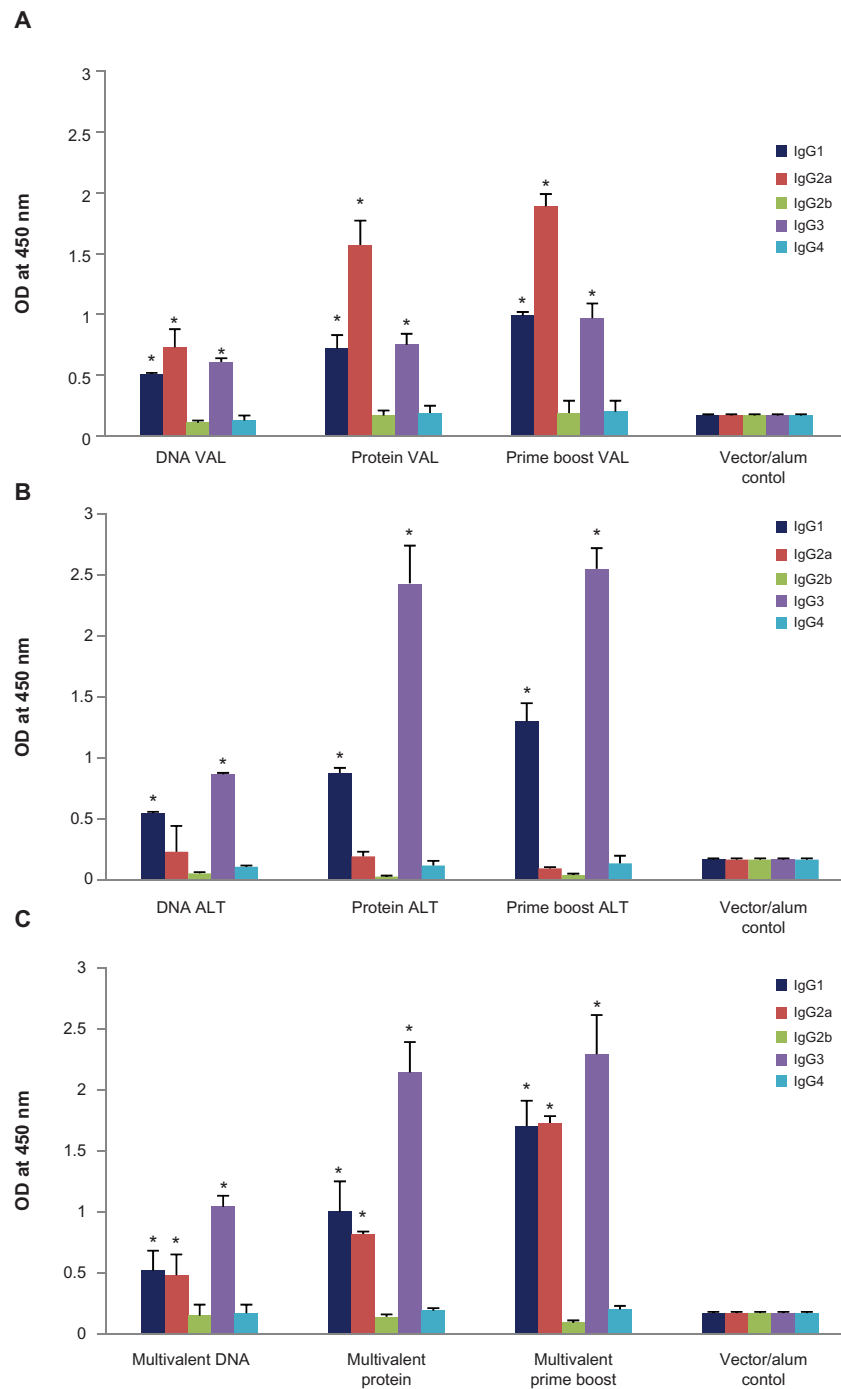 A
OD at 450 nm
3
2.5
2
1.5
1
0.5
0
*
*
*
*
*
*
*
*
*
IgG1
IgG2a
IgG2b
IgG3
IgG4
DNA VAL
Protein VAL
Prime boost VAL
Vector/alum
contol
B
OD at 450 nm
3
2.5
2
1.5
1
0.5
0
*
*
*
*
*
*
IgG1
IgG2a
IgG2b
IgG3
IgG4
DNA ALT
Protein ALT
Prime boost ALT
Vector/alum
contol
C
OD at 450 nm
3
2.5
2
1.5
1
0.5
0
*
*
*
*
*
*
*
*
*
IgG1
IgG2a
IgG2b
IgG3
IgG4
Multivalent DNA
Multivalent
protein
Multivalent
prime boost
Vector/alum
contol